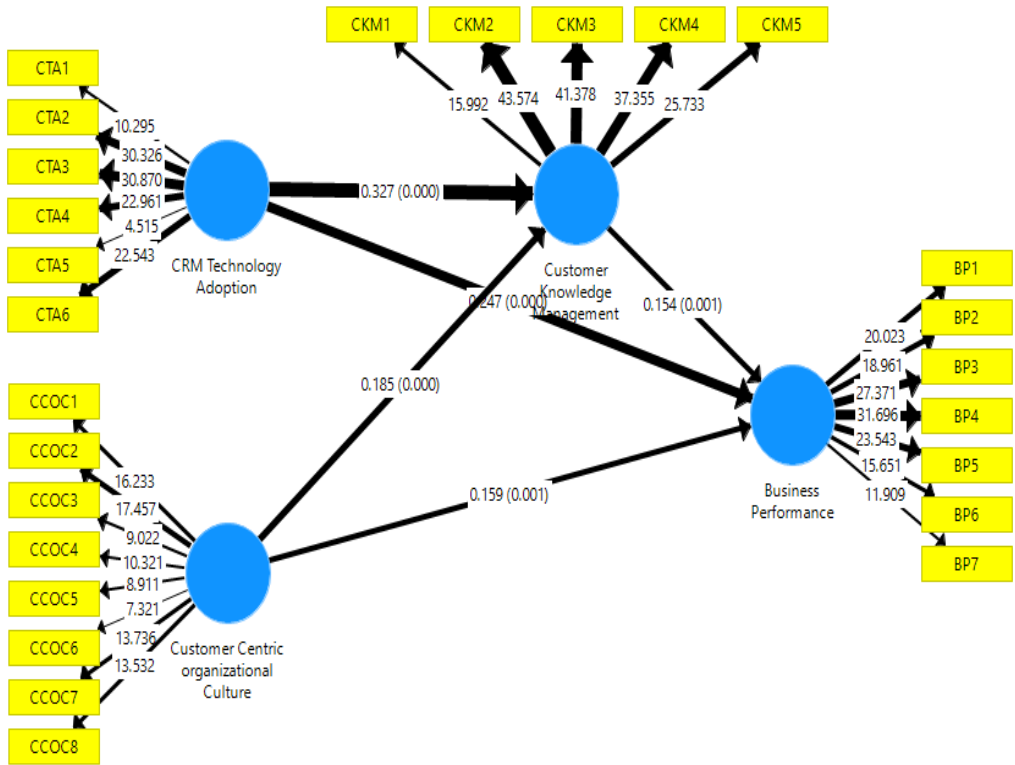 CKM1
CKM2
CKM3
CKM4
CKM5
15.992
43.574
41.378
37.355
25.733
CTA1
CTA2
CTA3
CTA4
CTA5
CTA6
10.295
30.326
30.870
22.961
4.515
22.543
CRM Technology
Adoption
0.327 (0.000)
Customer
Knowledge
Management
0.247 (0.000)
0.154 (0.001)
0.185 (0.000)
0.159 (0.001)
CCOC1
CCOC2
CCOC3
CCOC4
CCOC5
CCOC6
CCOC7
CCOC8
16.233
17.457
9.022
10.321
8.911
7.321
13.736
13.532
Customer Centric
organizational
Culture
Business
Performance
20.023
18.961
27.371
31.696
23.543
15.651
11.909
BP1
BP2
BP3
BP4
BP5
BP6
BP7